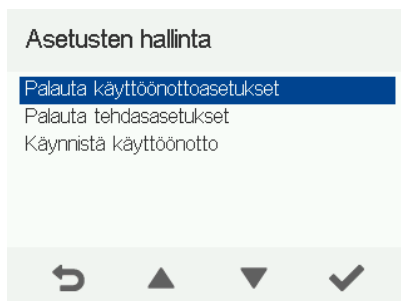 Asetusten hallinta
Palauta käyttöönottoasetukset
Palauta tehdasasetukset
Käynnistä käyttöönotto